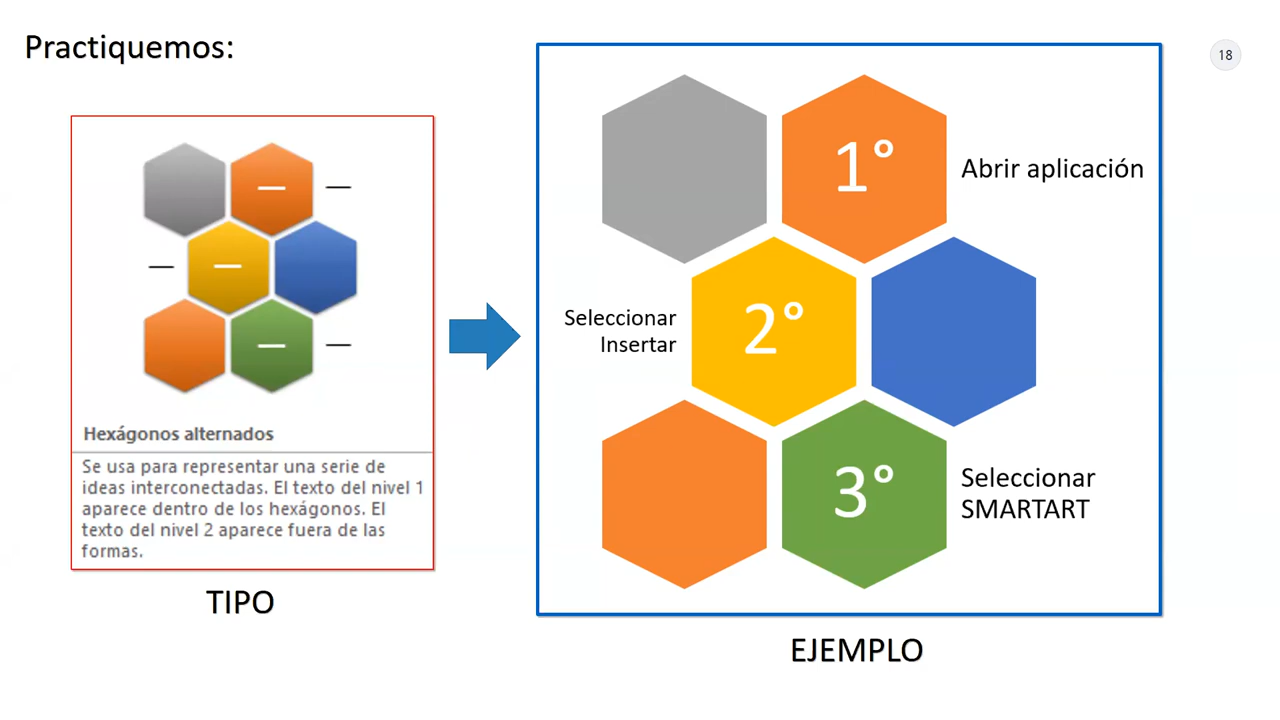 Practiquemos:
18
Hexágonos alternados
Se usa para representar una serie de
ideas interconectadas. El texto del nivel 1
aparece dentro de los hexágonos. El
texto del nivel 2 aparece fuera de las
formas.
TIPO
1°
Abrir aplicación
Seleccionar
Insertar
2°
3°
Seleccionar
SMARTART
EJEMPLO